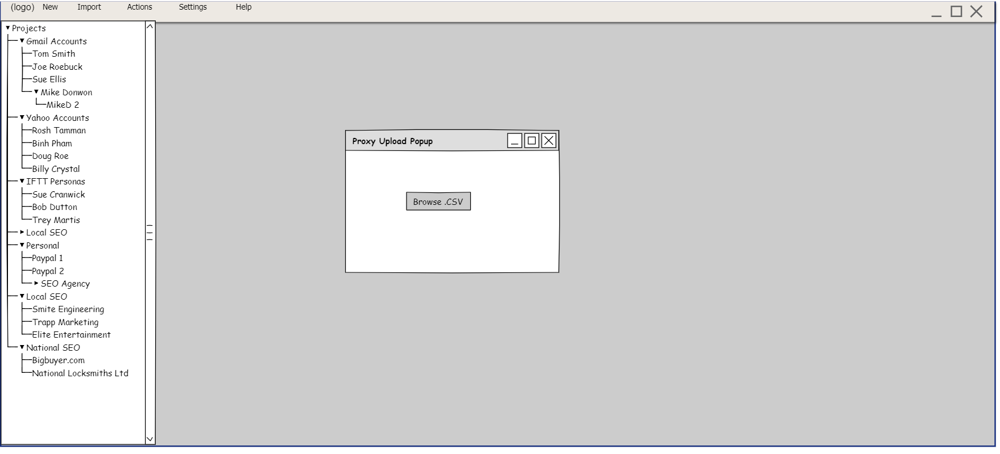 (logo) New Import Actions Settings Help
Projects
Gmail Accounts
Tom Smith
Joe Roebuck
Sue Ellis
Mike Donwon
MikeD 2
Yahoo Accounts
Rosh Tamman
Binh Pham
Doug Roe
Billy Crystal
IFTT Personas
Sue Cranwick
Bob Dutton
Trey Martis
Local SEO
Personal
Paypal 1
Paypal 2
SEO Agency
Local SEO
Smite Engineering
Trapp Marketing
Elite Entertainment
National SEO
Bigbuyer.com
National Locksmiths Ltd
Proxy Upload Popup
Browse .CSV